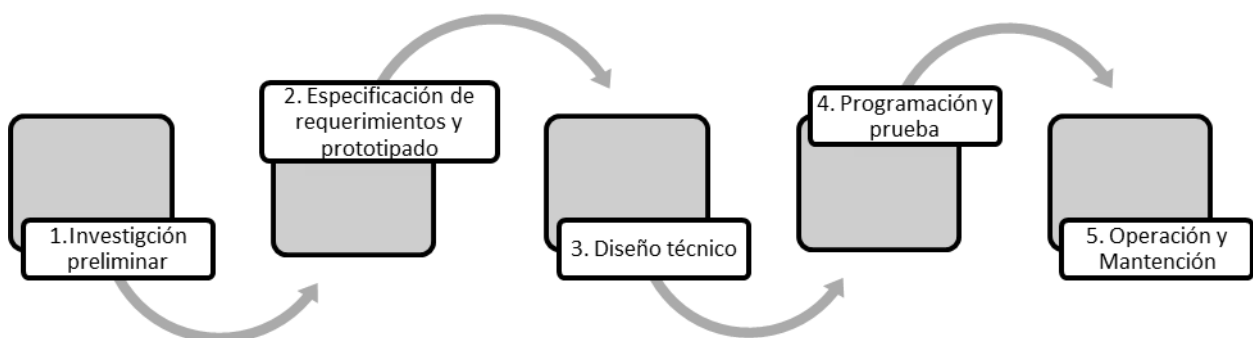 1.Investigción
preliminar
2. Especificación de
requerimientos y
prototipado
3. Diseño técnico
4. Programación y
prueba
5. Operación y
Mantención